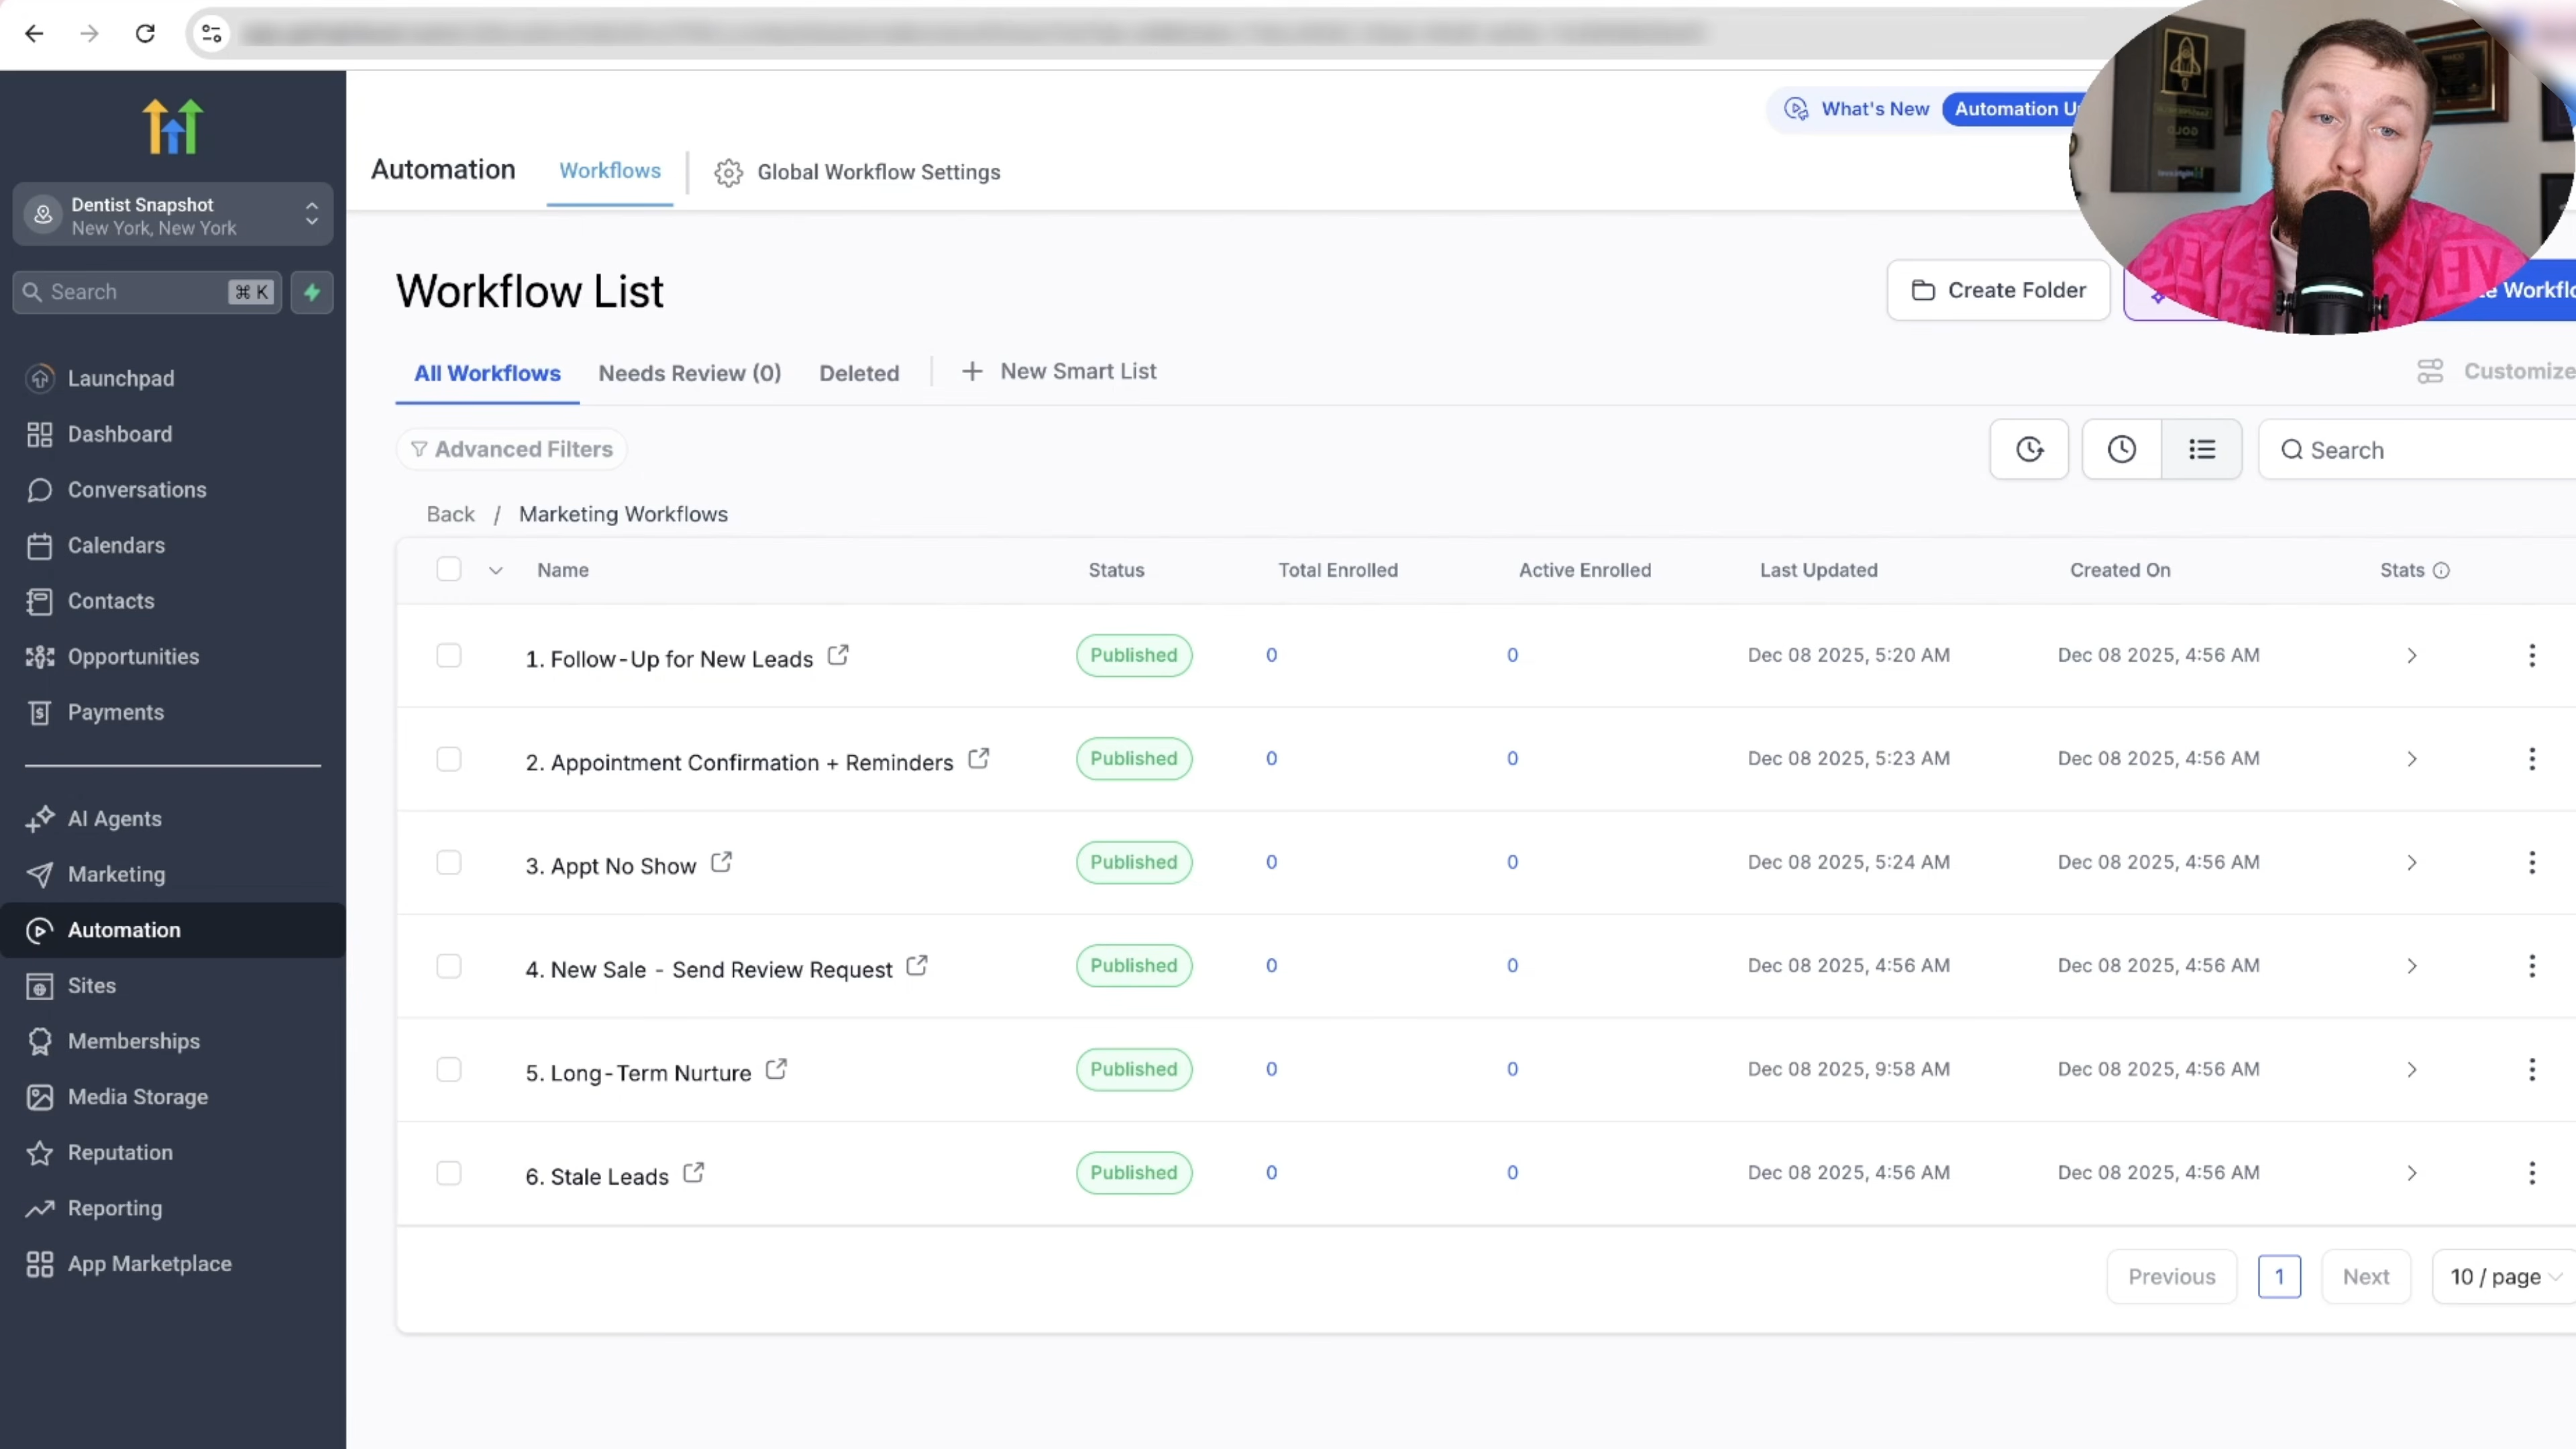 What's New
Automation
Automation
Workflows
Global Workflow Settings
Dentist Snapshot
New York, New York
Search
⌘ K
Launchpad
Dashboard
Conversations
Calendars
Contacts
Opportunities
Payments
AI Agents
Marketing
Automation
Sites
Memberships
Media Storage
Reputation
Reporting
App Marketplace
Workflow List
Create Folder
All Workflows
Needs Review (0)
Deleted
+ New Smart List
Customize
Advanced Filters
Search
Back / Marketing Workflows
Name Status Total Enrolled Active Enrolled Last Updated Created On Stats
1. Follow-Up for New Leads Published 0 0 Dec 08 2025, 5:20 AM Dec 08 2025, 4:56 AM
2. Appointment Confirmation + Reminders Published 0 0 Dec 08 2025, 5:23 AM Dec 08 2025, 4:56 AM
3. Appt No Show Published 0 0 Dec 08 2025, 5:24 AM Dec 08 2025, 4:56 AM
4. New Sale - Send Review Request Published 0 0 Dec 08 2025, 4:56 AM Dec 08 2025, 4:56 AM
5. Long-Term Nurture Published 0 0 Dec 08 2025, 9:58 AM Dec 08 2025, 4:56 AM
6. Stale Leads Published 0 0 Dec 08 2025, 4:56 AM Dec 08 2025, 4:56 AM
Previous 1 Next 10 / page